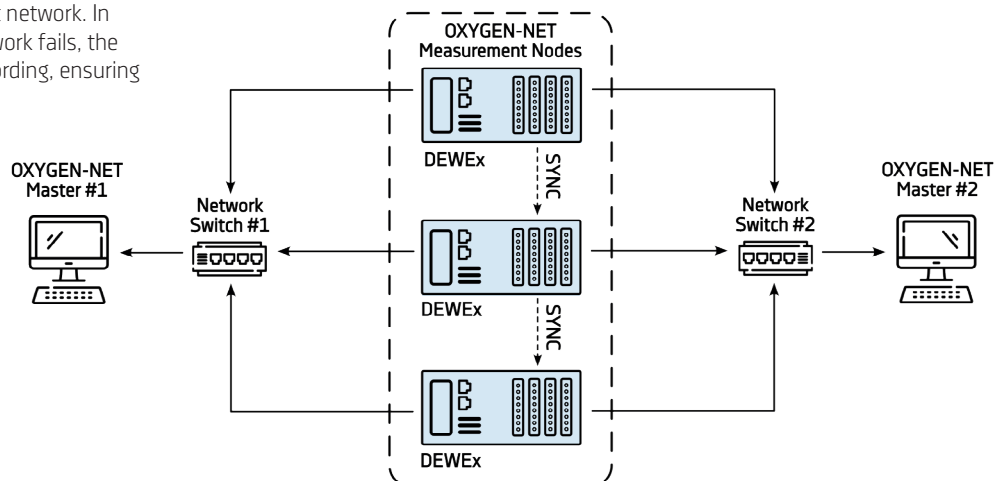 network. In
work fails, the
ording, ensuring
OXYGEN-NET
Measurement Nodes
DEWEx
SYNC
OXYGEN-NET
Master #1
Network
Switch #1
DEWEx
Network
Switch #2
OXYGEN-NET
Master #2
SYNC
DEWEx